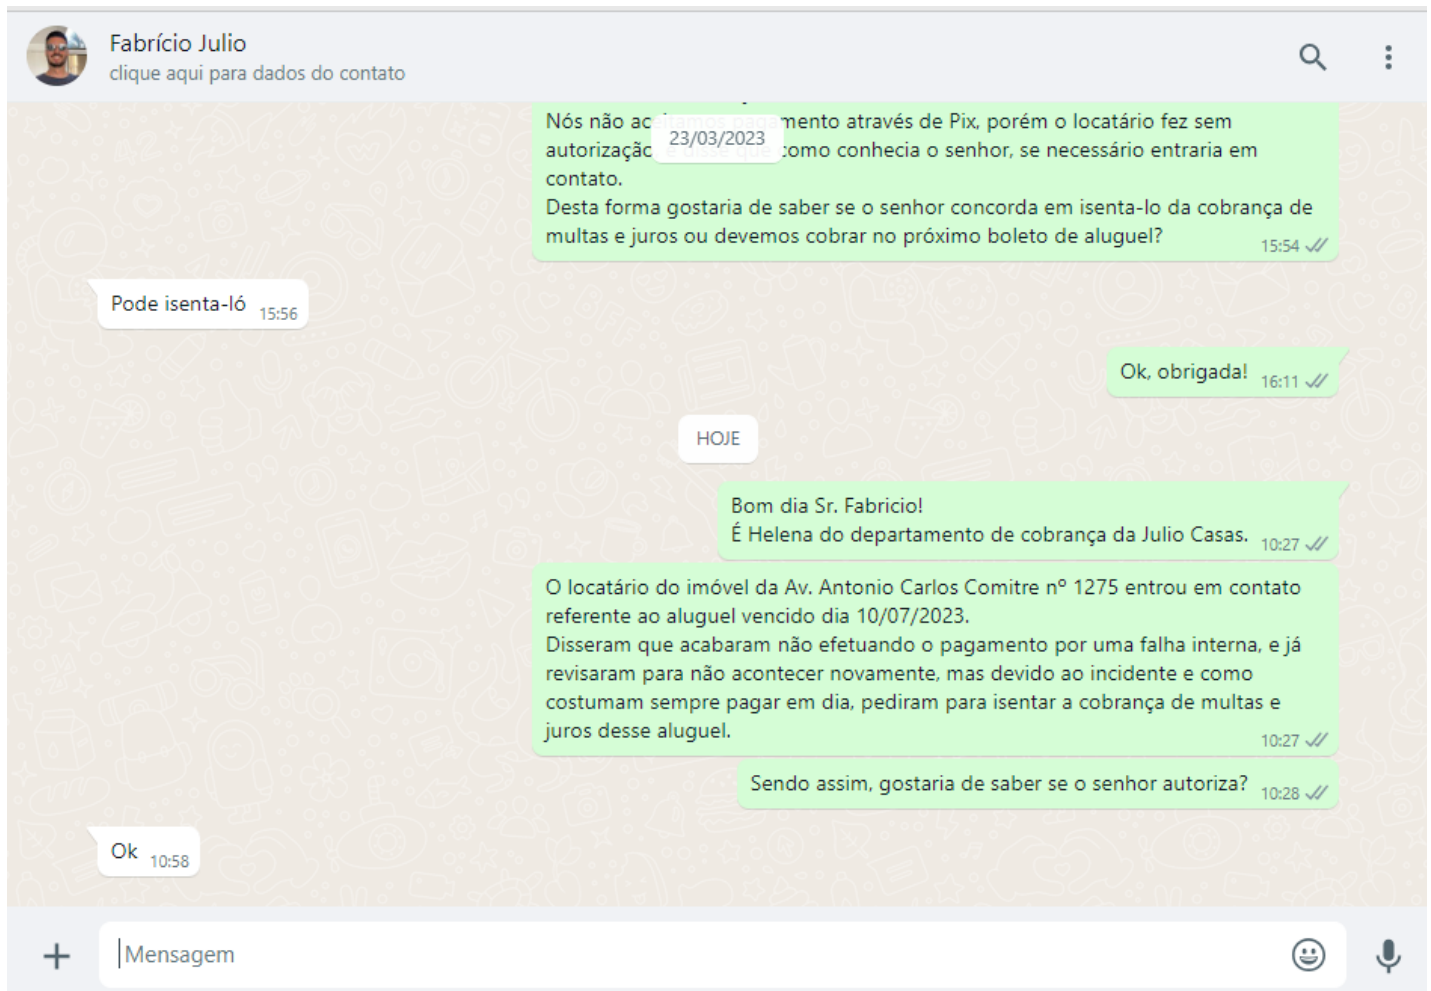 Fabrício Julio
clique aqui para dados do contato
23/03/2023
Nós não aceitamos pagamento através de Pix, porém o locatário fez sem
autorização e disse que como conhecia o senhor, se necessário entraria em
contato.
Desta forma gostaria de saber se o senhor concorda em isenta-lo da cobrança de
multas e juros ou devemos cobrar no próximo boleto de aluguel?
15:54
Pode isenta-ló 15:56
Ok, obrigada! 16:11
HOJE
Bom dia Sr. Fabricio!
É Helena do departamento de cobrança da Julio Casas. 10:27
O locatário do imóvel da Av. Antonio Carlos Comitre nº 1275 entrou em contato
referente ao aluguel vencido dia 10/07/2023.
Disseram que acabaram não efetuando o pagamento por uma falha interna, e já
revisaram para não acontecer novamente, mas devido ao incidente e como
costumam sempre pagar em dia, pediram para isentar a cobrança de multas e
juros desse aluguel.
10:27
Sendo assim, gostaria de saber se o senhor autoriza? 10:28
Ok 10:58
Mensagem